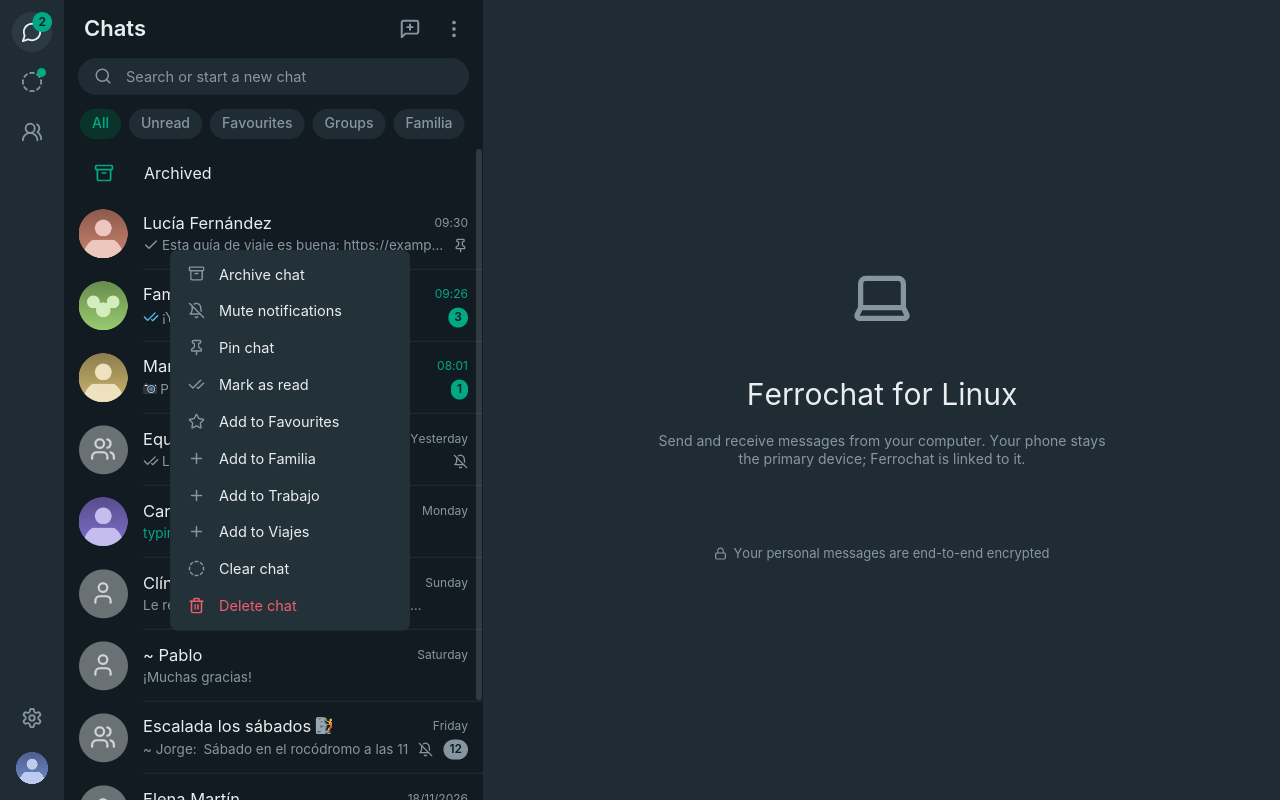 2
Chats
Search or start a new chat
All
Unread
Favourites
Groups
Familia
Archived
Lucía Fernández
09:30
Esta guía de viaje es buena: https://examp...
Archive chat
Mute notifications
Pin chat
Mark as read
Add to Favourites
Add to Familia
Add to Trabajo
Add to Viajes
Clear chat
Delete chat
09:26
3
08:01
1
Yesterday
Monday
Sunday
~ Pablo
Saturday
¡Muchas gracias!
Escalada los sábados
Friday
~ Jorge: Sábado en el rocódromo a las 11
12
Elena Martín
18/11/2026
Ferrochat for Linux
Send and receive messages from your computer. Your phone stays
the primary device; Ferrochat is linked to it.
Your personal messages are end-to-end encrypted